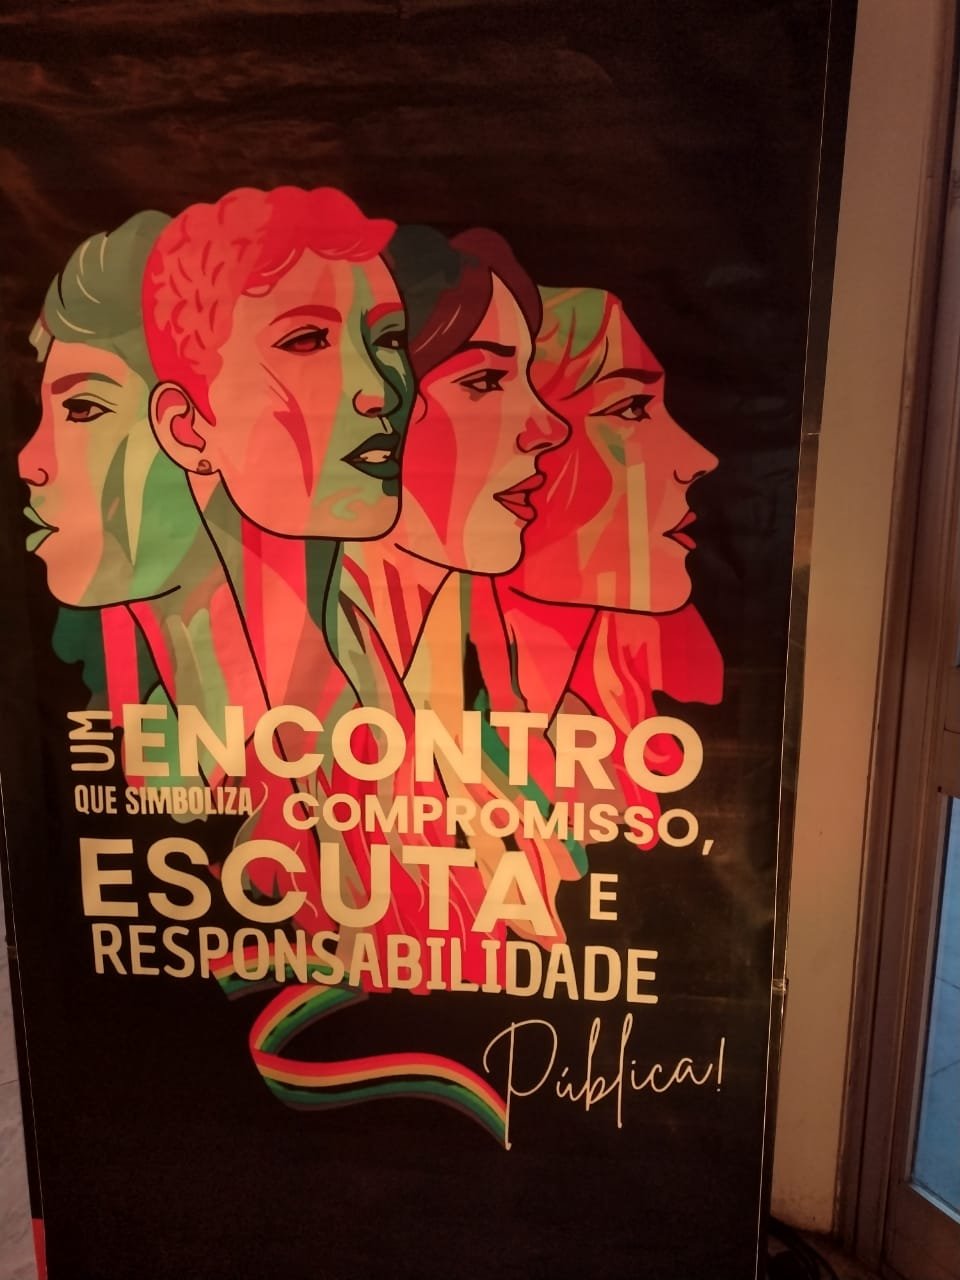 UM ENCONTRO
QUE SIMBOLIZA COMPROMISSO,
ESCUTA E
RESPONSABILIDADE
Pública!